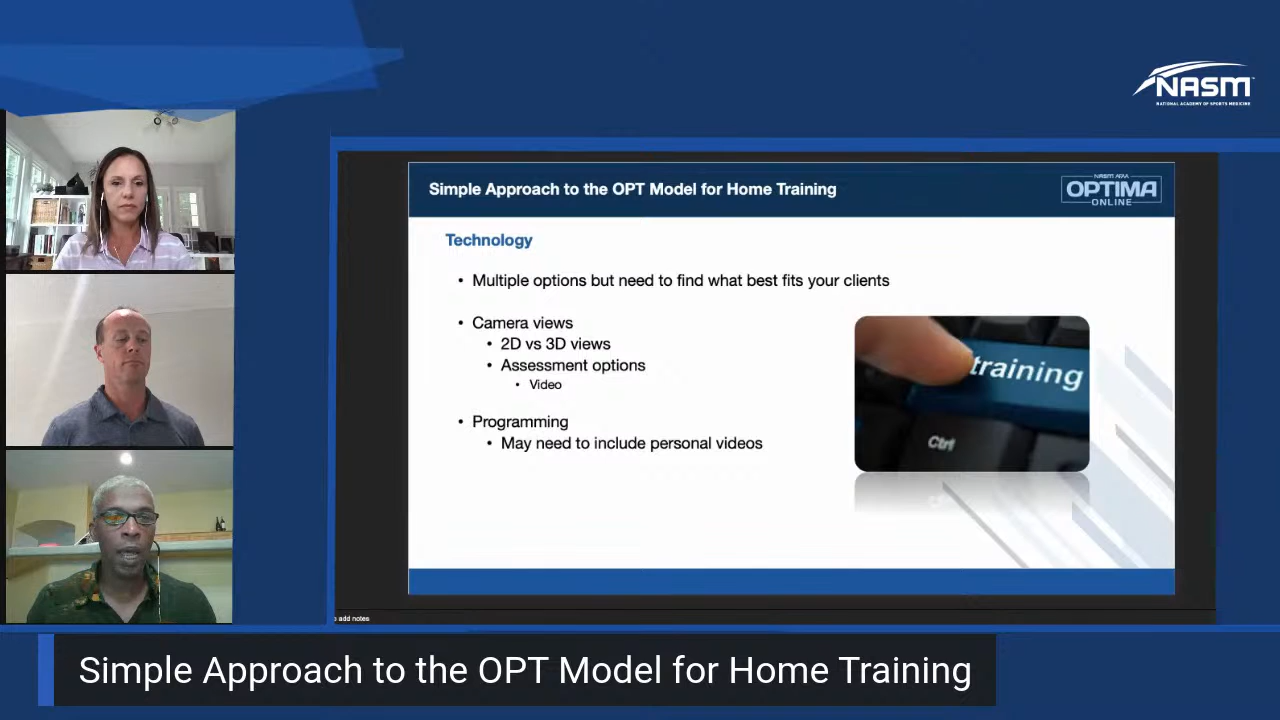 NASM
NATIONAL ACADEMY OF SPORTS MEDICINE
Simple Approach to the OPT Model for Home Training
NASM AFAA
OPTIMA
ONLINE
Technology
• Multiple options but need to find what best fits your clients
• Camera views
• 2D vs 3D views
• Assessment options
• Video
• Programming
• May need to include personal videos
training
Ctrl
add notes
Simple Approach to the OPT Model for Home Training